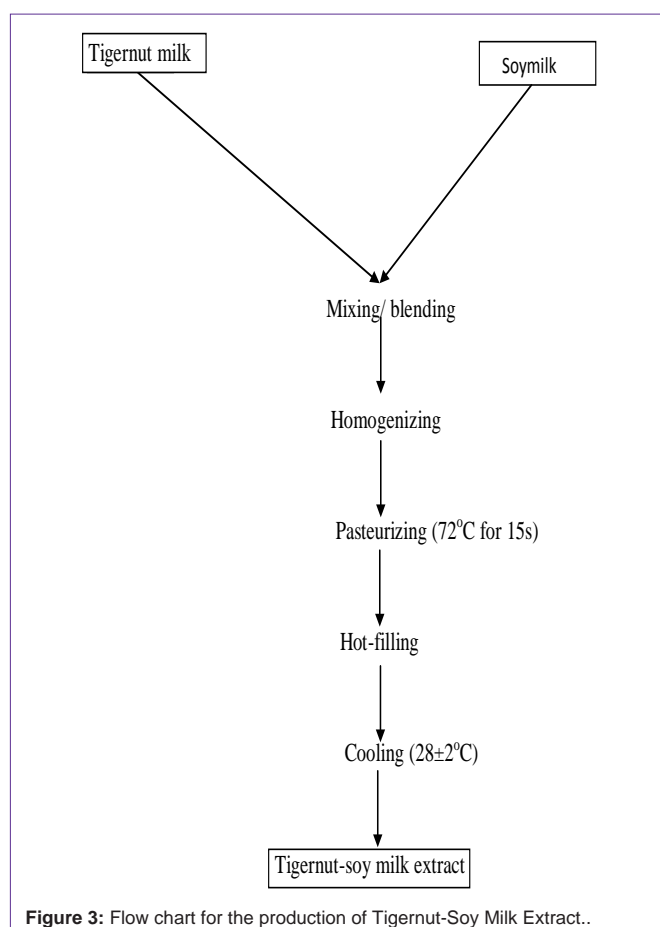 Tigernut milk
Soymilk
Mixing/ blending
Homogenizing
Pasteurizing (72°C for 15s)
Hot-filling
Cooling (28±2°C)
Tigernut-soy milk extract
Figure 3: Flow chart for the production of Tigernut-Soy Milk Extract..